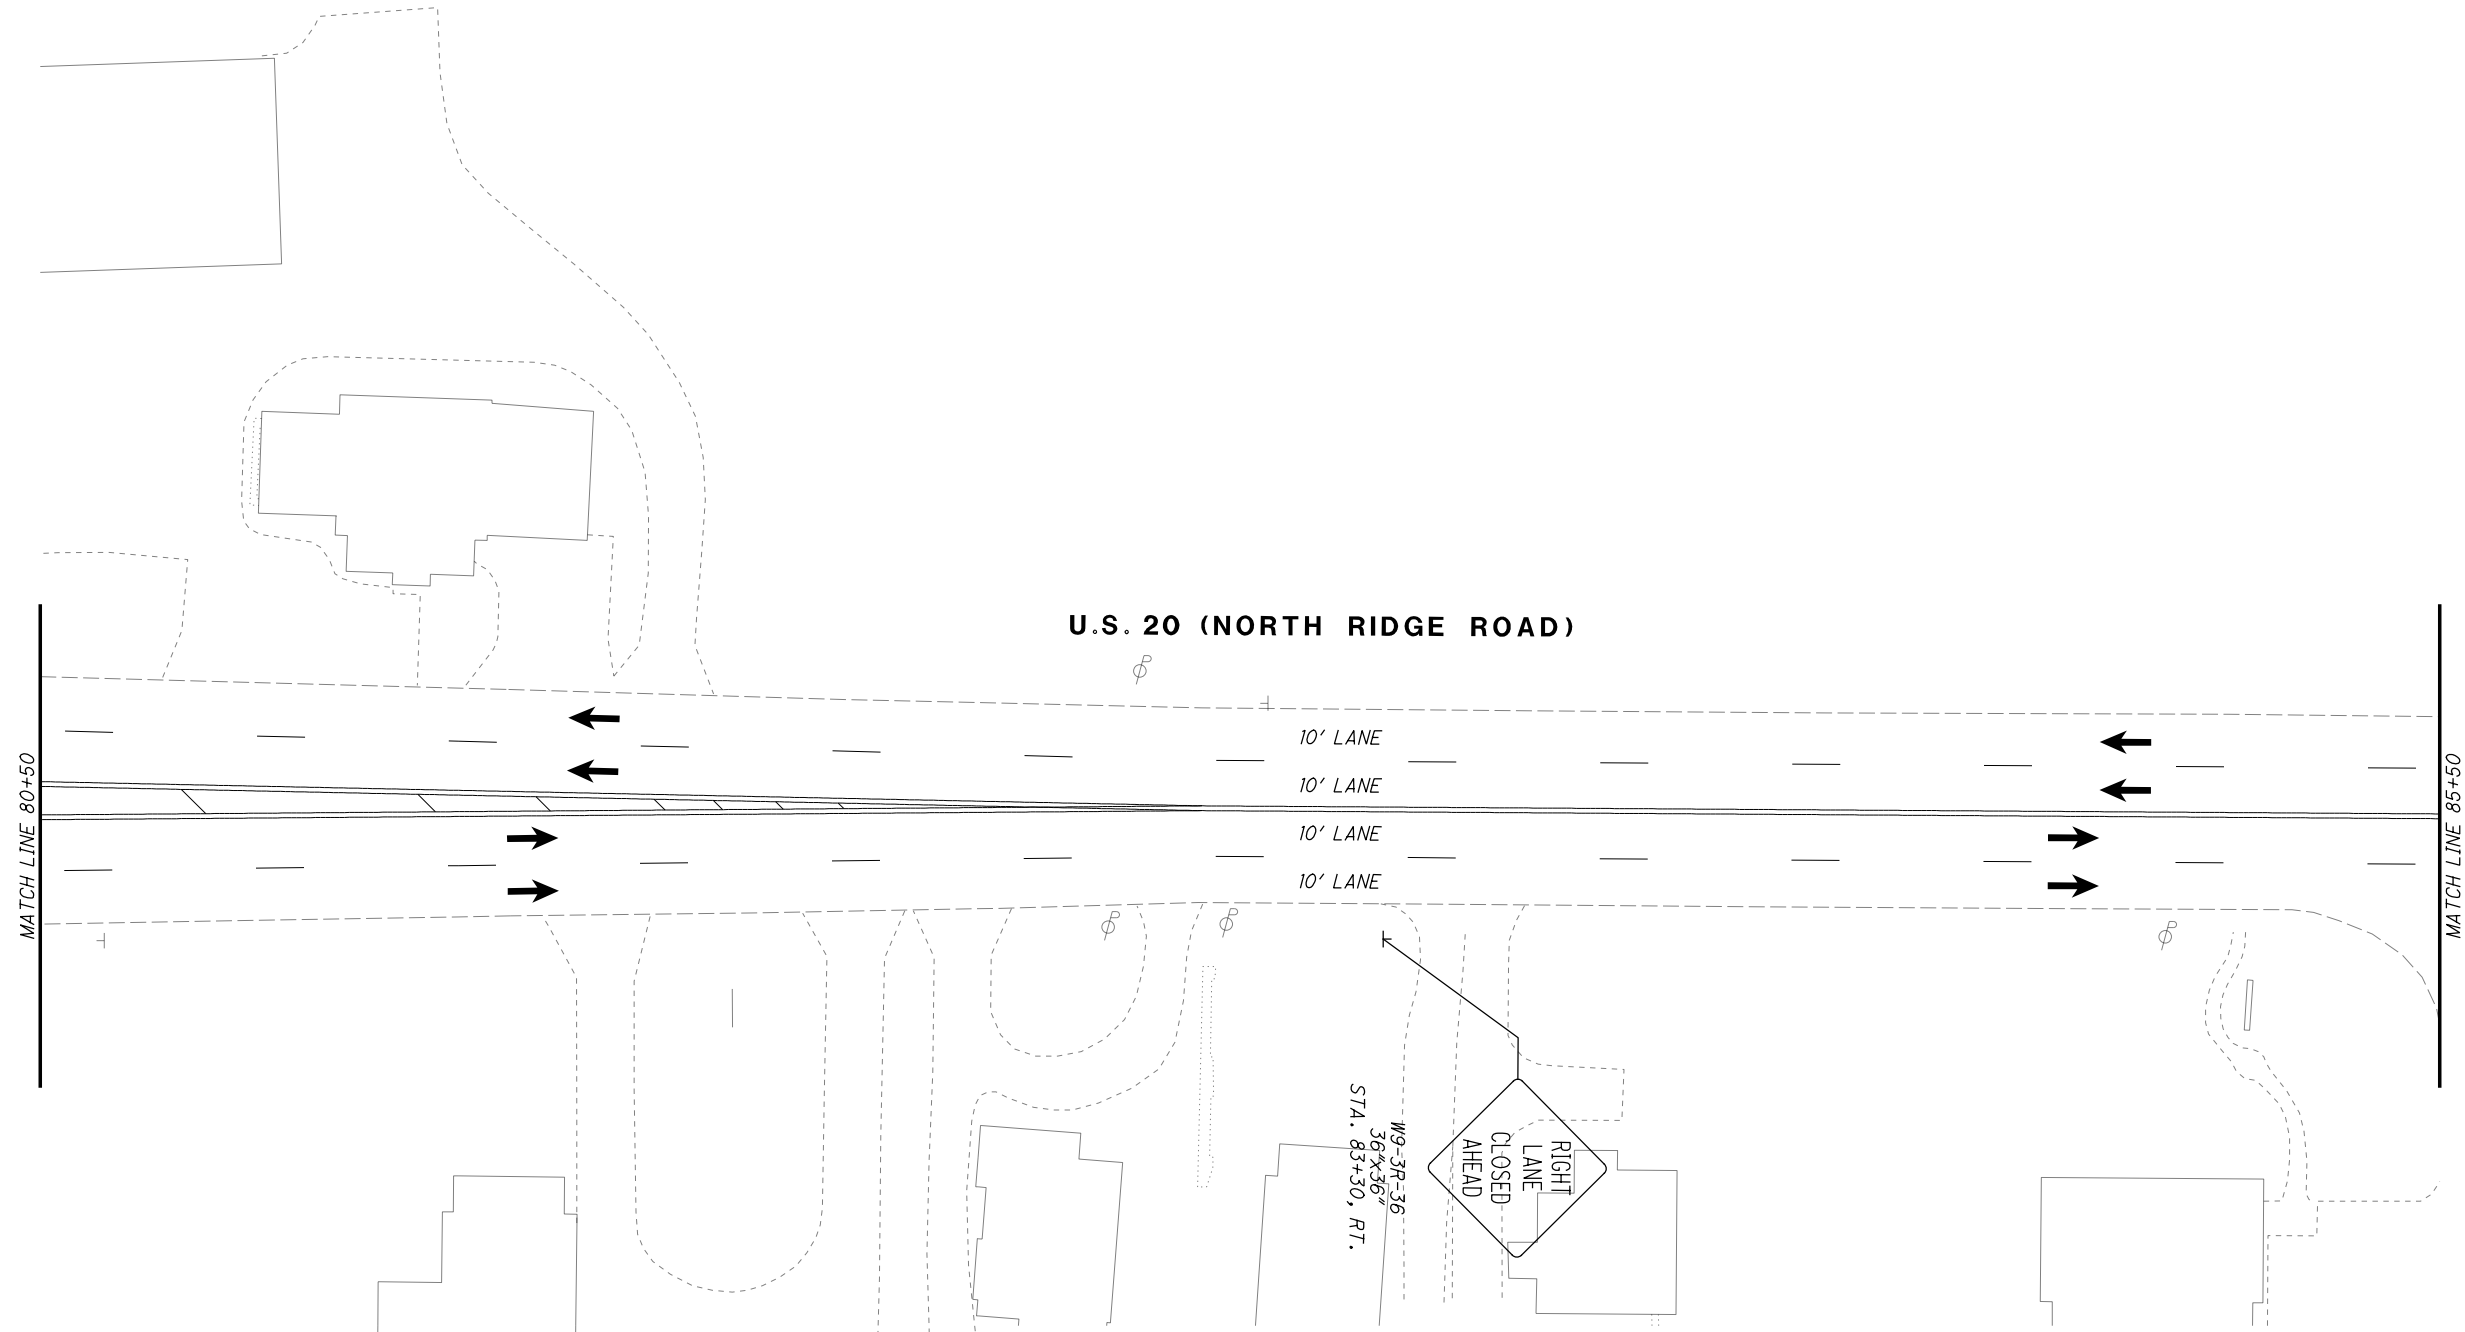 U.S. 20 (NORTH RIDGE ROAD)
10' LANE
10' LANE
10' LANE
10' LANE
MATCH LINE 80+50
MATCH LINE 85+50
RIGHT
LANE
CLOSED
AHEAD
W9-3R-36
36"x36"
STA. 83+30, RT.
P
P
P
P